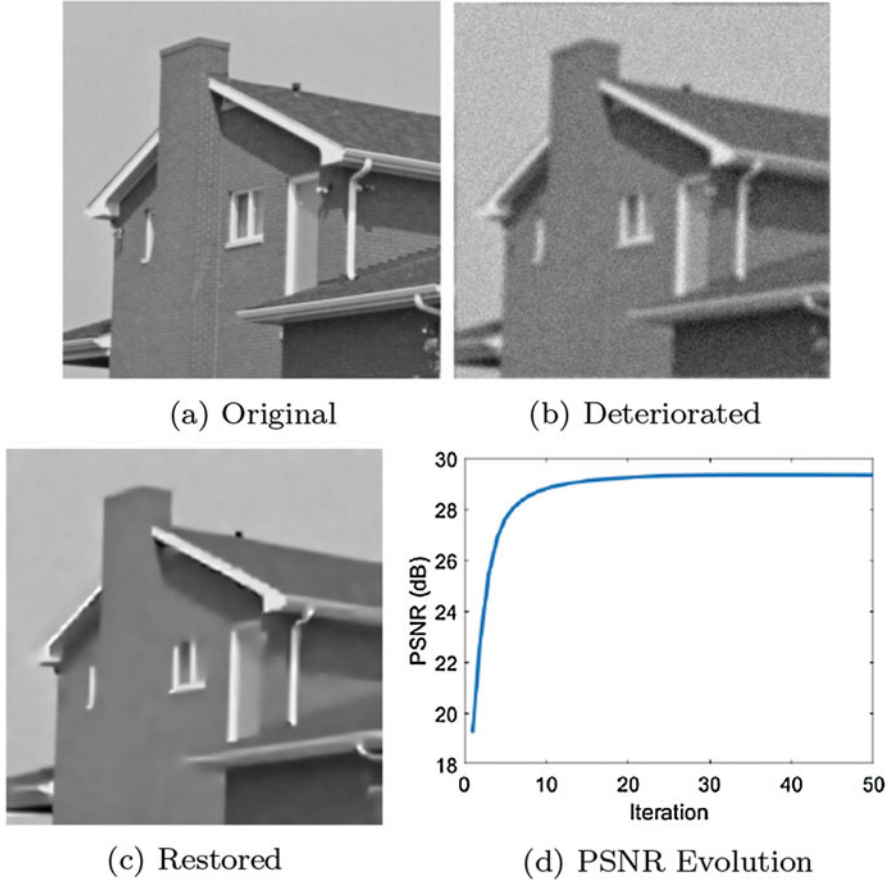 (a) Original
(b) Deteriorated
30
28
26
24
22
20
18
PSNR (dB)
0 10 20 30 40 50
Iteration
(c) Restored
(d) PSNR Evolution